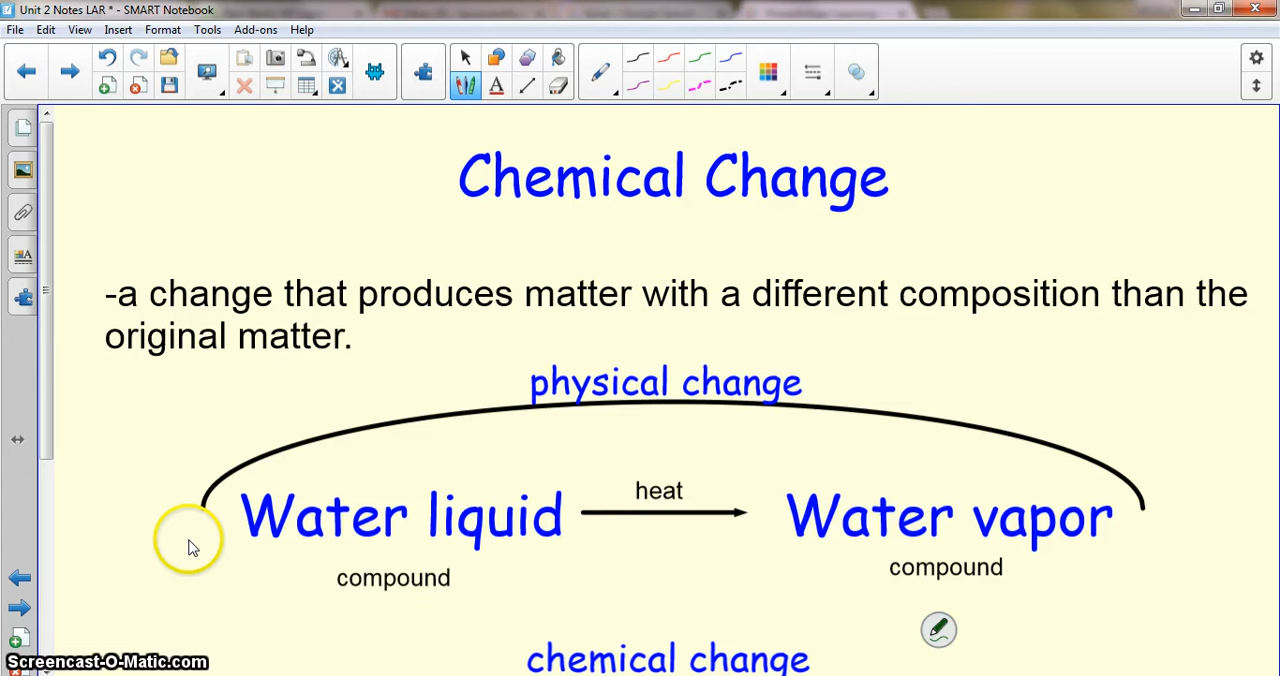 Unit 2 Notes LAR * - SMART Notebook
File Edit View Insert Format Tools Add-ons Help
Chemical Change
-a change that produces matter with a different composition than the
original matter.
physical change
heat
Water liquid Water vapor
compound compound
chemical change
Screencast-O-Matic.com